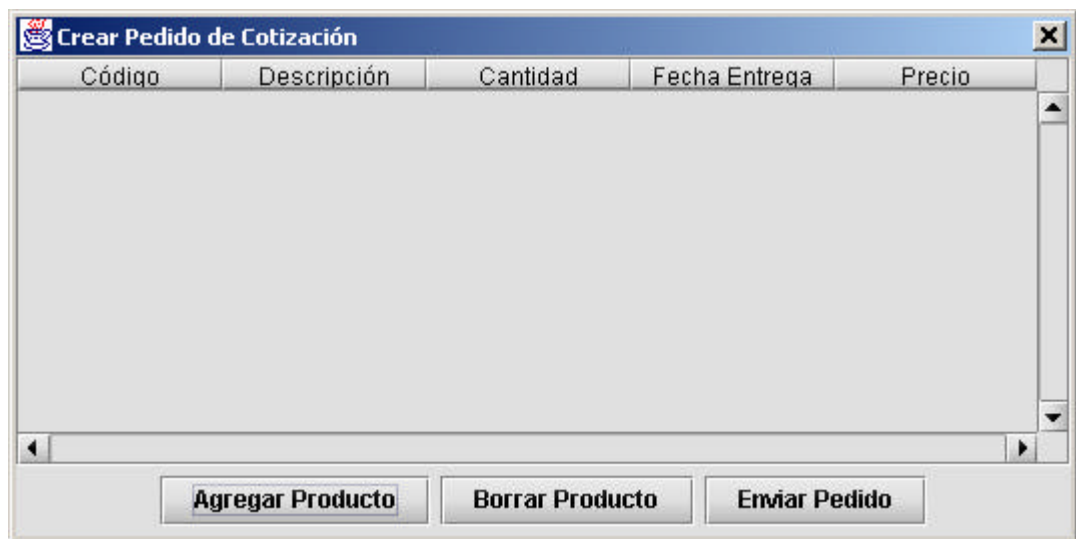 Crear Pedido de Cotización
Código Descripción Cantidad Fecha Entrega Precio
Agregar Producto Borrar Producto Enviar Pedido